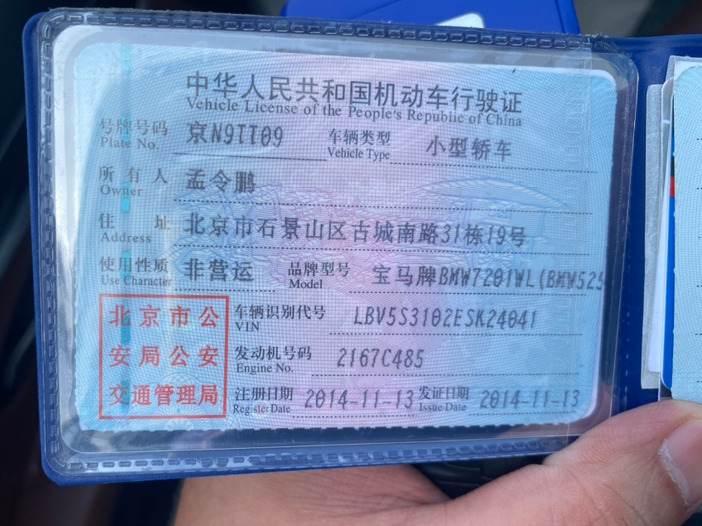 中华人民共和国机动车行驶证
Vehicle License of the People's Republic of China
号牌号码 京N9TT09 车辆类型 小型轿车
Plate No. Vehicle Type
所有人 孟令鹏
Owner
住址 北京市石景山区古城南路31栋19号
Address
使用性质 非营运 品牌型号 宝马牌BMW7201WL(BMW525
Use Character Model
北京市公安局公安交通管理局
车辆识别代号 LBV5S3102ESK24041
VIN
发动机号码 2167C485
Engine No.
注册日期 2014-11-13 发证日期 2014-11-13
Register Date Issue Date